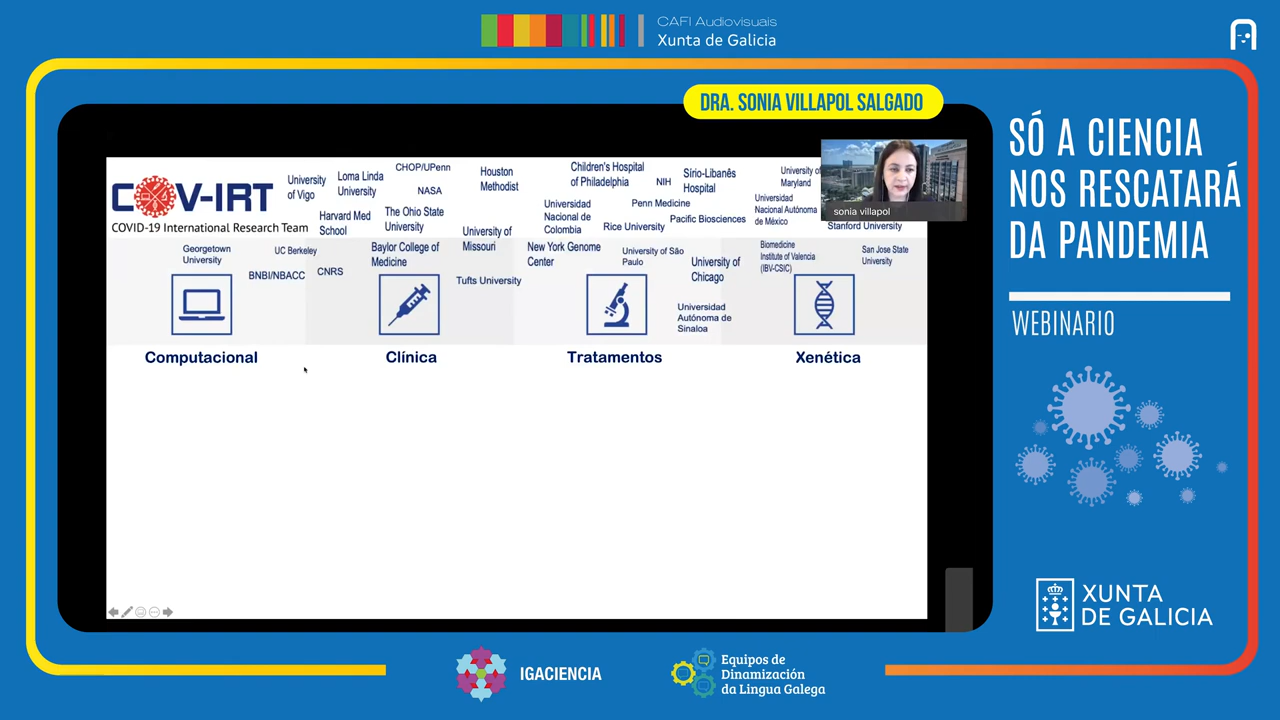 CAFI Audiovisuais
Xunta de Galicia
DRA. SONIA VILLAPOL SALGADO
SÓ A CIENCIA
NOS RESCATARÁ
DA PANDEMIA
WEBINARIO
COV-IRT
COVID-19 International Research Team
University
of Vigo
Loma Linda
University
CHOP/UPenn
NASA
Houston
Methodist
Children's Hospital
of Philadelphia
NIH
Sírio-Libanês
Hospital
University of
Maryland
sonia villapol
Harvard Med
School
The Ohio State
University
University of
Missouri
Universidad
Nacional de
Colombia
Penn Medicine
Rice University
Pacific Biosciences
Universidad
Nacional Autónoma
de México
Stanford University
Georgetown
University
UC Berkeley
BNBI/NBACC
CNRS
Baylor College of
Medicine
Tufts University
New York Genome
Center
University of São
Paulo
University of
Chicago
Biomedicine
Institute of Valencia
(IBV-CSIC)
San Jose State
University
Universidad
Autónoma de
Sinaloa
Computacional
Clínica
Tratamentos
Xenética
XUNTA
DE GALICIA
IGACIENCIA
Equipos de
Dinamización
da Lingua Galega